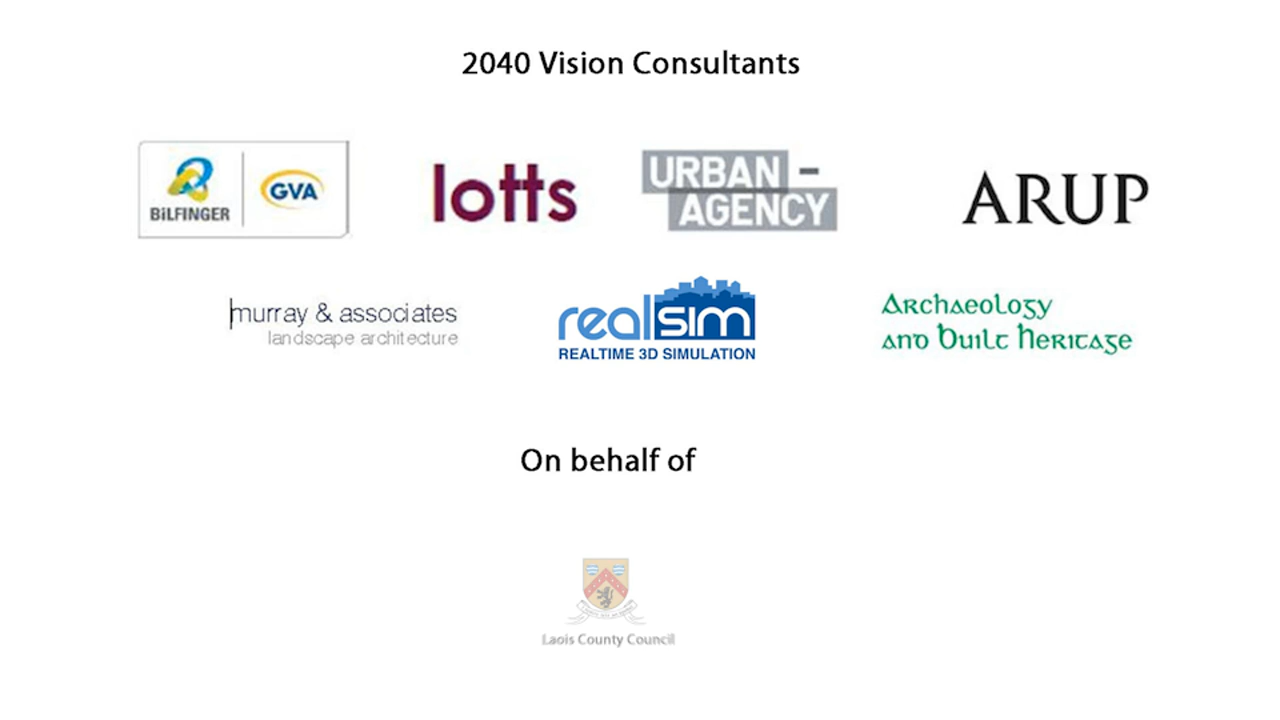 2040 Vision Consultants
BiLFINGER
GVA
lotts
URBAN –
AGENCY
ARUP
murray & associates
landscape architecture
realsim
REALTIME 3D SIMULATION
Archaeology
and Built Heritage
On behalf of
Laois County Council